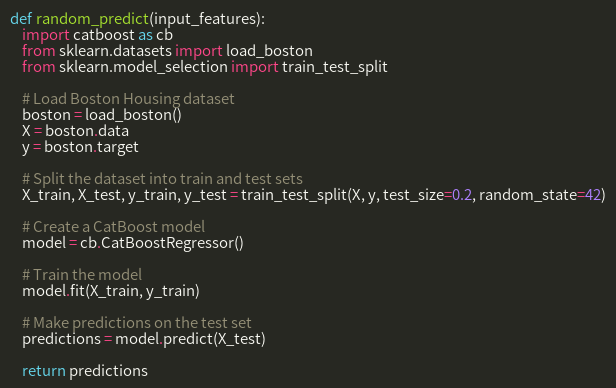 def random_predict(input_features):
import catboost as cb
from sklearn.datasets import load_boston
from sklearn.model_selection import train_test_split
# Load Boston Housing dataset
boston = load_boston()
X = boston.data
y = boston.target
# Split the dataset into train and test sets
X_train, X_test, y_train, y_test = train_test_split(X, y, test_size=0.2, random_state=42)
# Create a CatBoost model
model = cb.CatBoostRegressor()
# Train the model
model.fit(X_train, y_train)
# Make predictions on the test set
predictions = model.predict(X_test)
return predictions